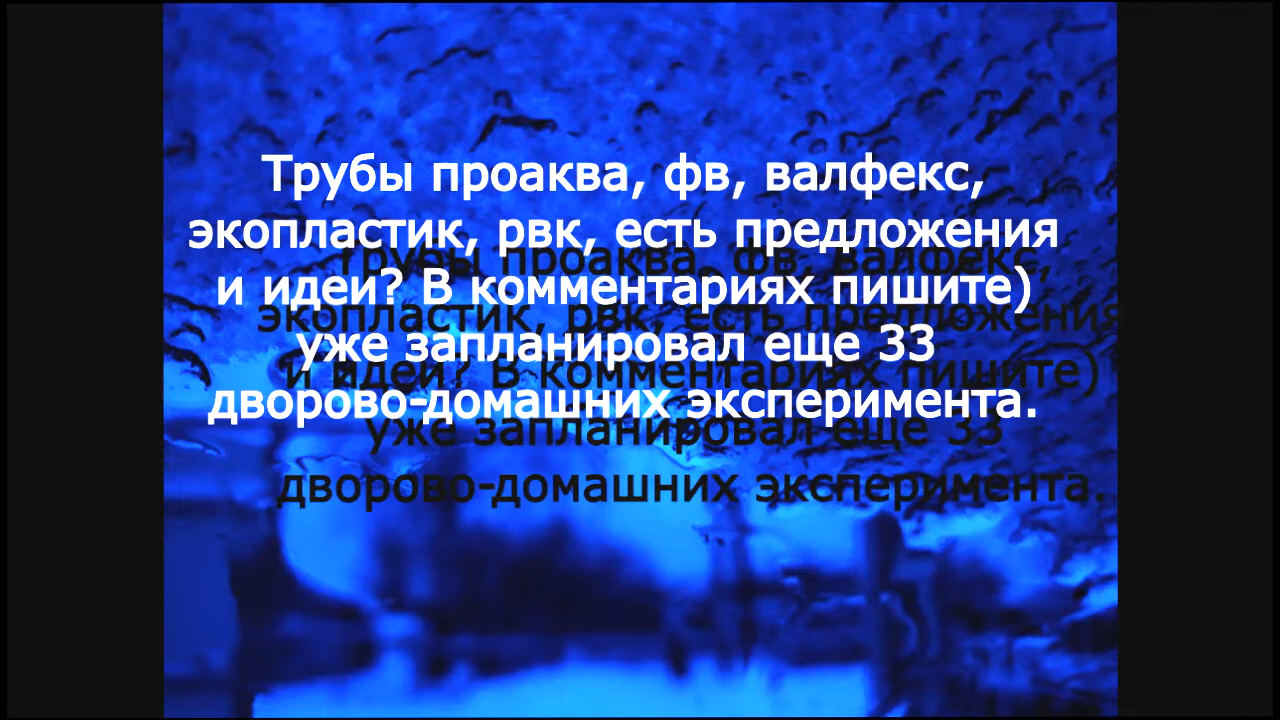 Трубы проаква, фв, валфекс,
экопластик, рвк, есть предложения
и идеи? В комментариях пишите)
уже запланировал еще 33
дворово-домашних эксперимента.